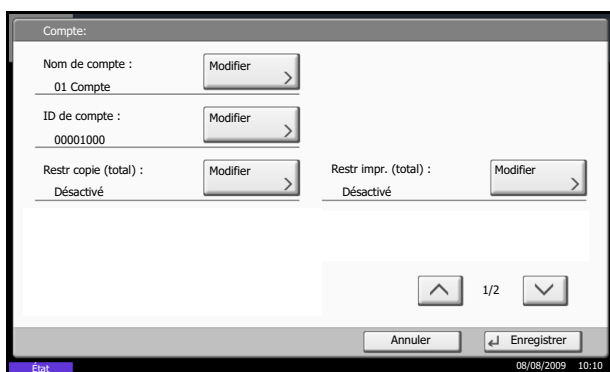 Compte:
Nom de compte :
Modifier
01 Compte
ID de compte :
Modifier
00001000
Restr copie (total) :
Modifier
Désactivé
Restr impr. (total) :
Modifier
Désactivé
1/2
Annuler
Enregistrer
État
08/08/2009 10:10